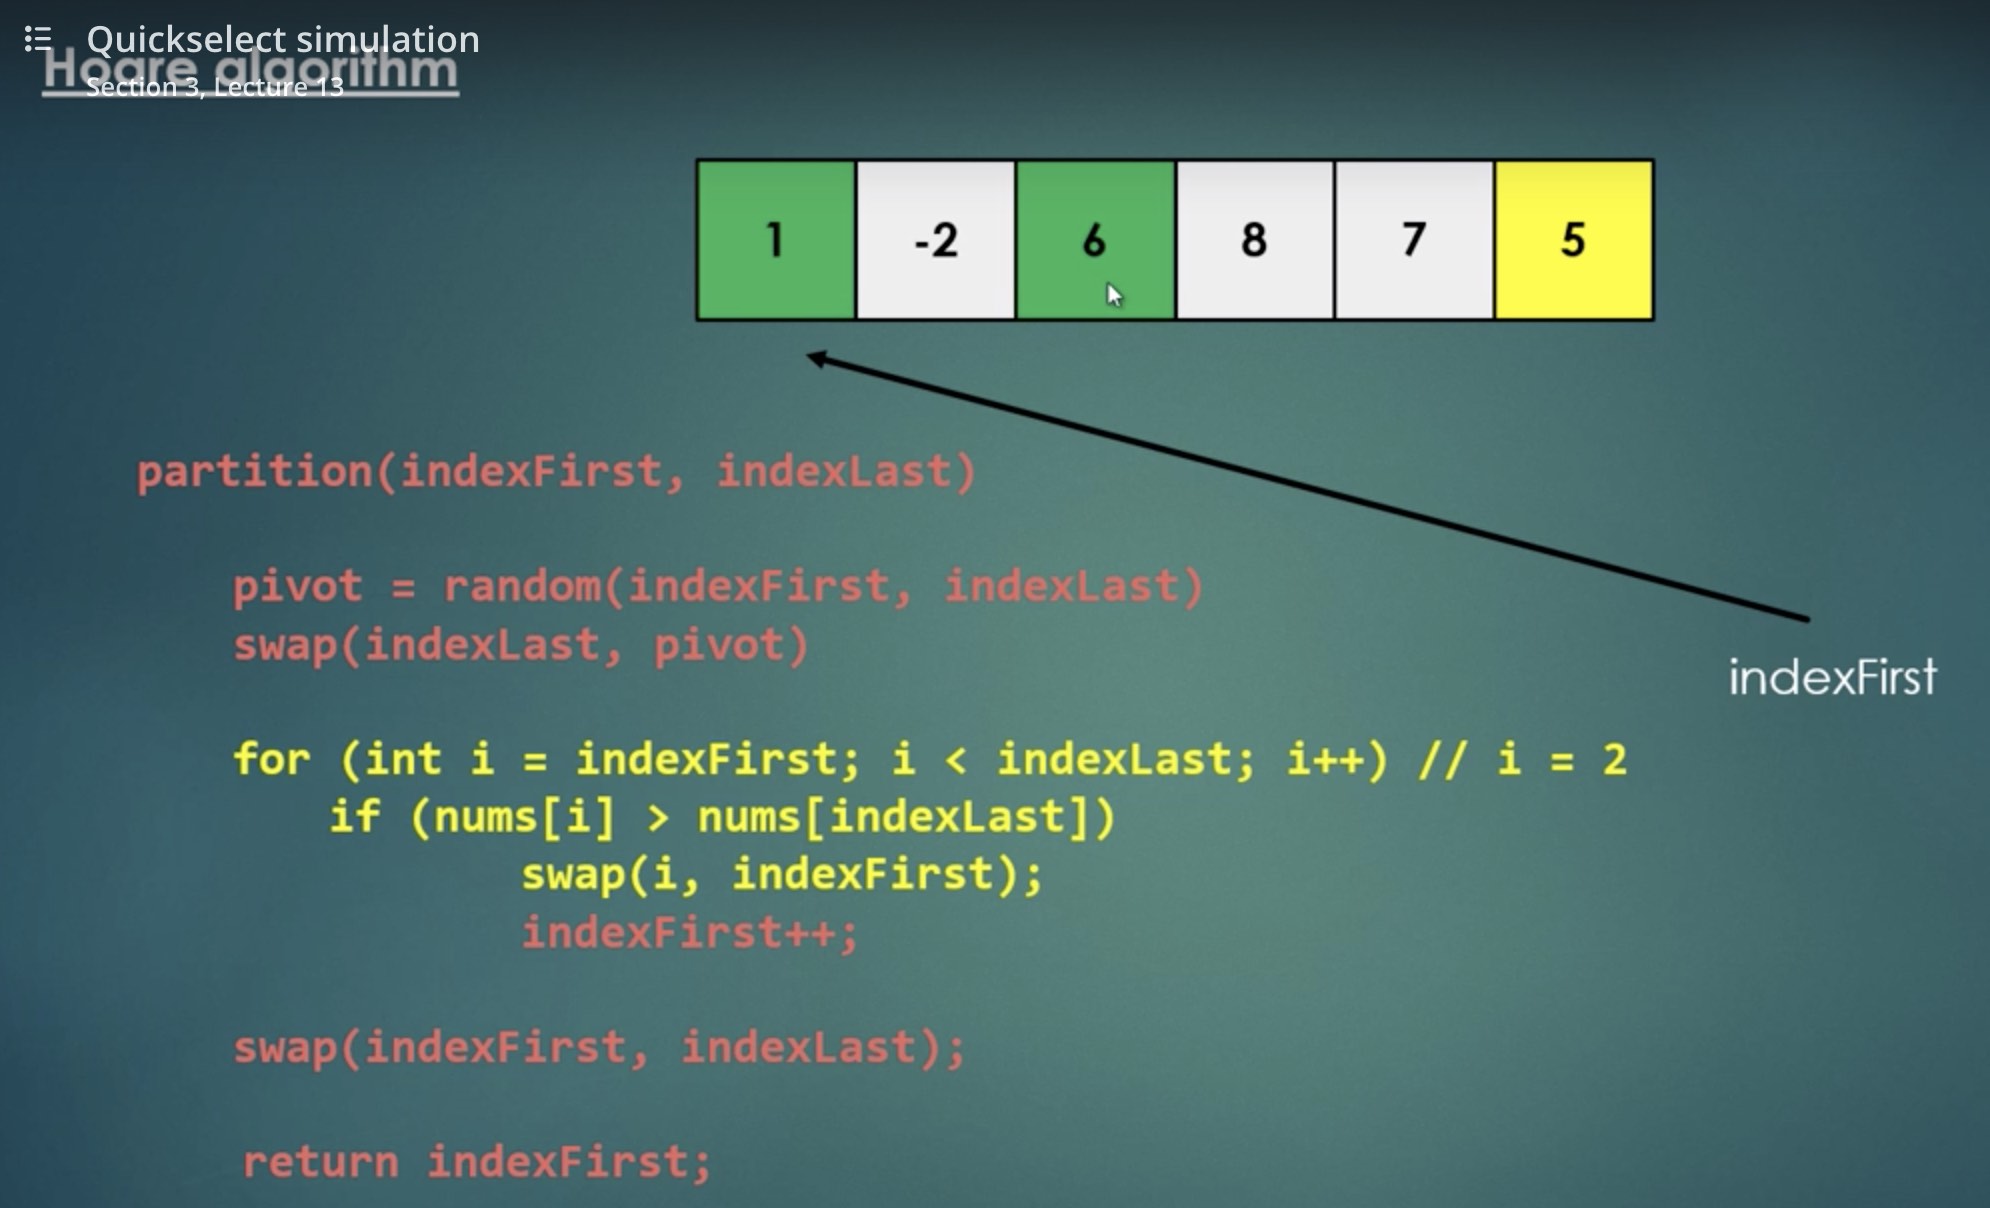 Quickselect simulation
Hoare algorithm
Section 3, Lecture 13
1 -2 6 8 7 5
partition(indexFirst, indexLast)
pivot = random(indexFirst, indexLast)
swap(indexLast, pivot)
indexFirst
for (int i = indexFirst; i < indexLast; i++) // i = 2
if (nums[i] > nums[indexLast])
swap(i, indexFirst);
indexFirst++;
swap(indexFirst, indexLast);
return indexFirst;